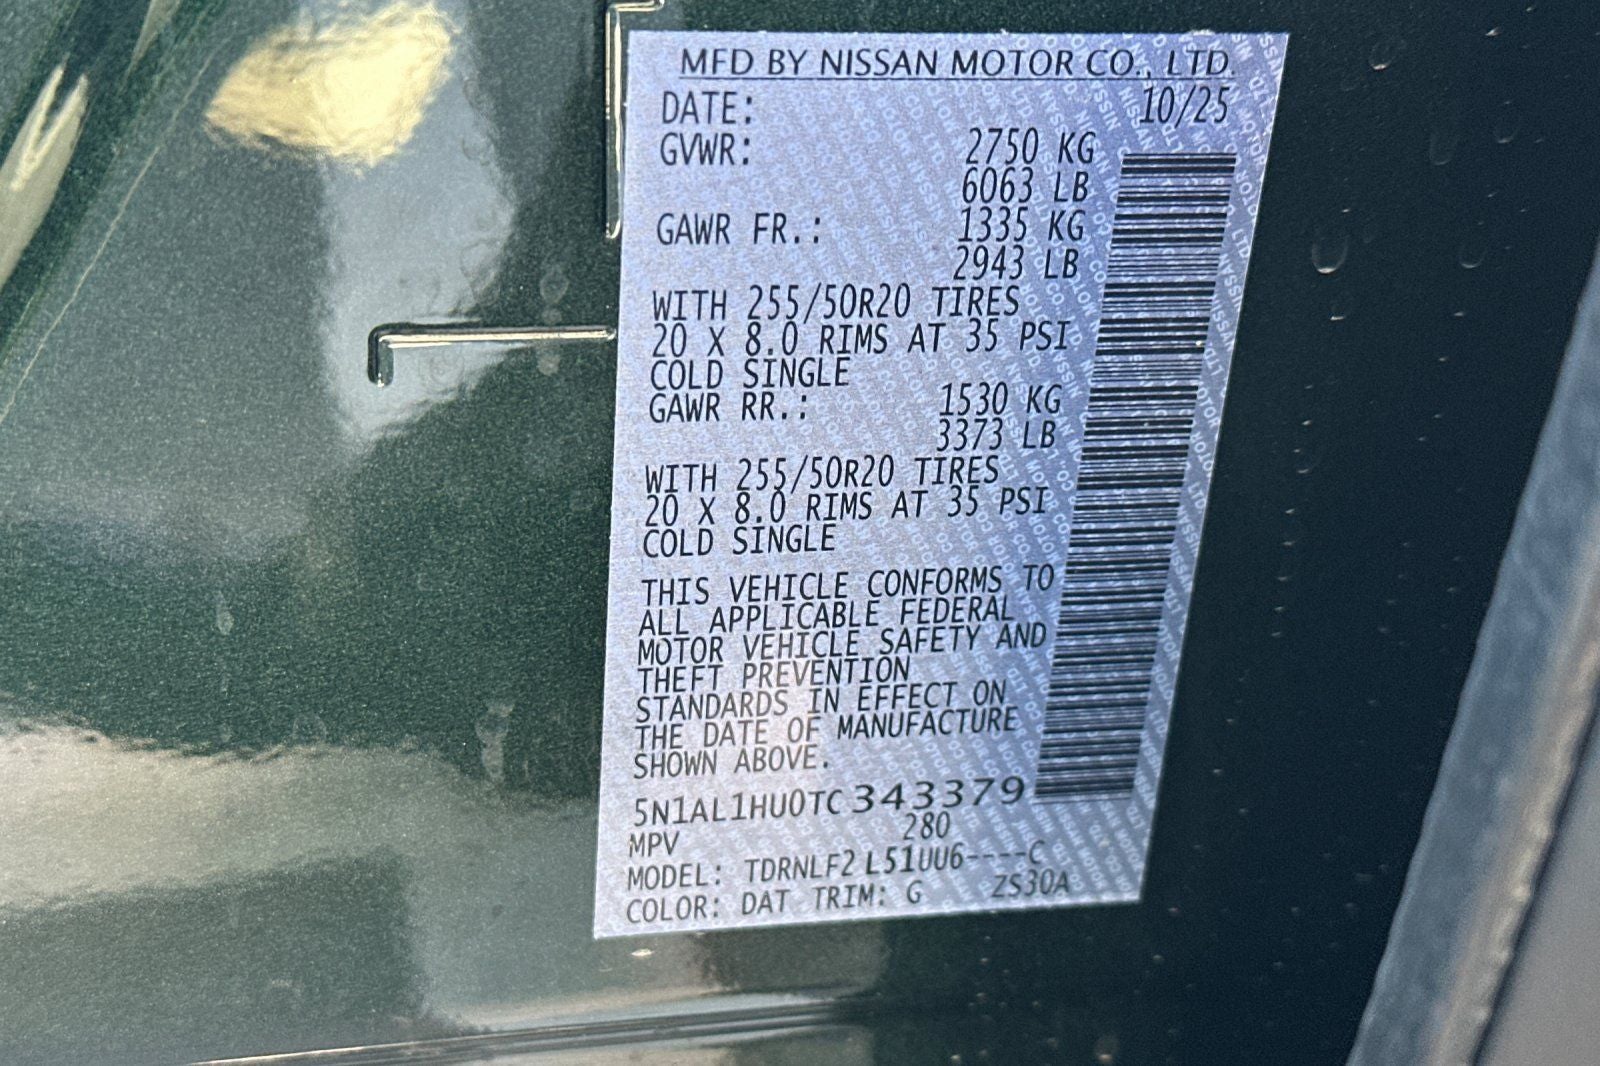 MFD BY NISSAN MOTOR CO., LTD.
DATE: 10/25
GVWR: 2750 KG
6063 LB
GAWR FR.: 1335 KG
2943 LB
WITH 255/50R20 TIRES
20 X 8.0 RIMS AT 35 PSI
COLD SINGLE
GAWR RR.: 1530 KG
3373 LB
WITH 255/50R20 TIRES
20 X 8.0 RIMS AT 35 PSI
COLD SINGLE
THIS VEHICLE CONFORMS TO
ALL APPLICABLE FEDERAL
MOTOR VEHICLE SAFETY AND
THEFT PREVENTION
STANDARDS IN EFFECT ON
THE DATE OF MANUFACTURE
SHOWN ABOVE.
5N1AL1HU0TC343379
MPV 280
MODEL: TDRNLF2 L51UU6----C
COLOR: DAT TRIM: G ZS30A